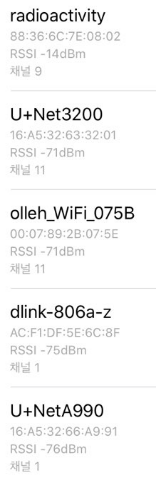 radioactivity
88:36:6C:7E:08:02
RSSI -14dBm
채널 9
U+Net3200
16:A5:32:63:32:01
RSSI -71dBm
채널 11
olleh_WiFi_075B
00:07:89:2B:07:5E
RSSI -71dBm
채널 11
dlink-806a-z
AC:F1:DF:5E:6C:8F
RSSI -75dBm
채널 1
U+NetA990
16:A5:32:66:A9:91
RSSI -76dBm
채널 1